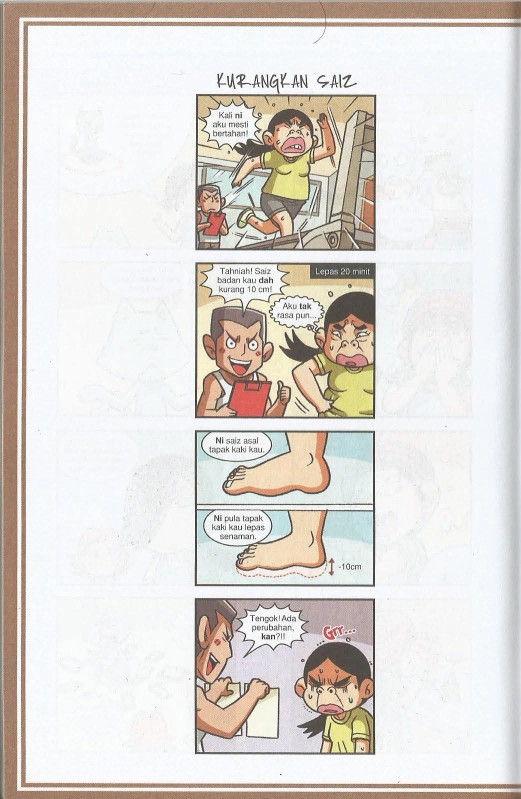 KURANGKAN SAIZ
Kali ni
aku mesti
bertahan!
Lepas 20 minit
Tahniah! Saiz
badan kau dah
kurang 10 cm!
Aku tak
rasa pun...
Ni saiz asal
tapak kaki kau.
Ni pula tapak
kaki kau lepas
senaman.
-10cm
Tengok! Ada
perubahan,
kan?!!
Grr...